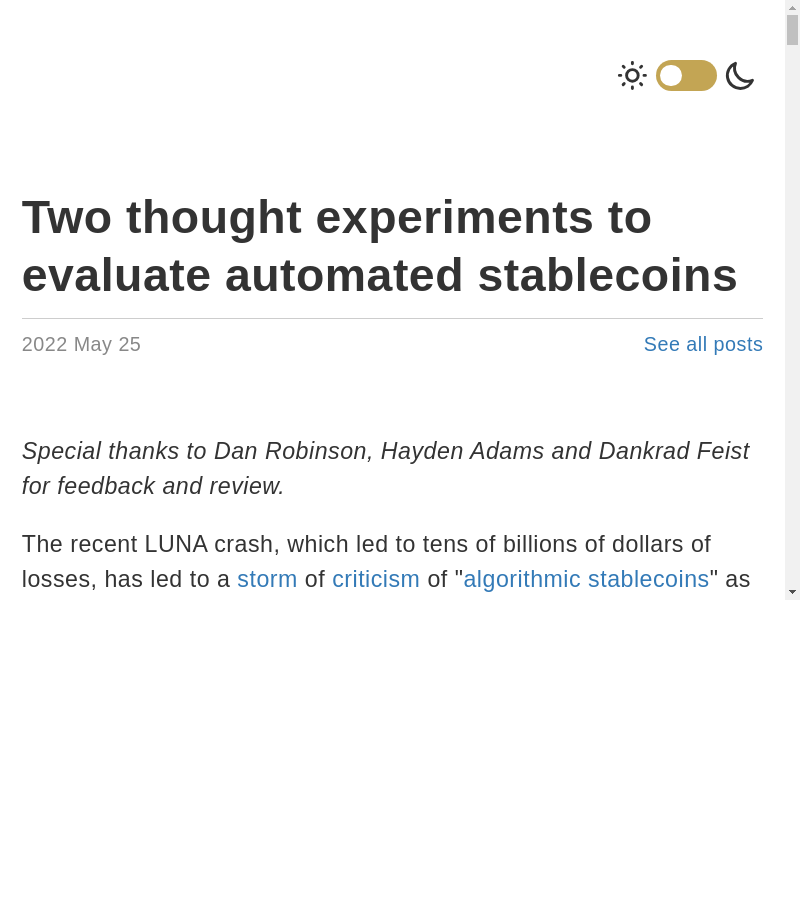 Two thought experiments to
evaluate automated stablecoins
2022 May 25
See all posts
Special thanks to Dan Robinson, Hayden Adams and Dankrad Feist
for feedback and review.
The recent LUNA crash, which led to tens of billions of dollars of
losses, has led to a storm of criticism of "algorithmic stablecoins" as